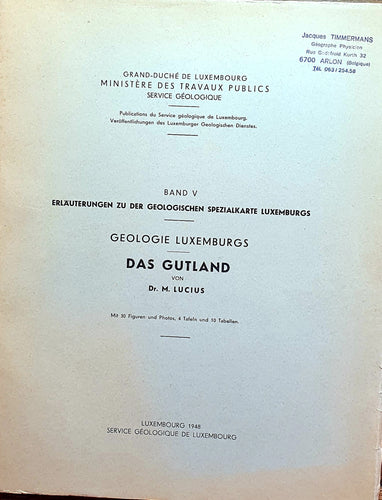 Jacques TIMMERMANS
Géographe Physicien
Rue Godefroid Kurth 32
6700 ARLON (Belgique)
Tél. 063/254.58
GRAND-DUCHÉ DE LUXEMBOURG
MINISTÈRE DES TRAVAUX PUBLICS
SERVICE GÉOLOGIQUE
Publications du Service géologique de Luxembourg.
Veröffentlichungen des Luxemburger Geologischen Dienstes.
BAND V
ERLÄUTERUNGEN ZU DER GEOLOGISCHEN SPEZIALKARTE LUXEMBURGS
GEOLOGIE LUXEMBURGS
DAS GUTLAND
VON
Dr. M. LUCIUS
Mit 30 Figuren und Photos, 4 Tafeln und 10 Tabellen.
LUXEMBOURG 1948
SERVICE GÉOLOGIQUE DE LUXEMBOURG